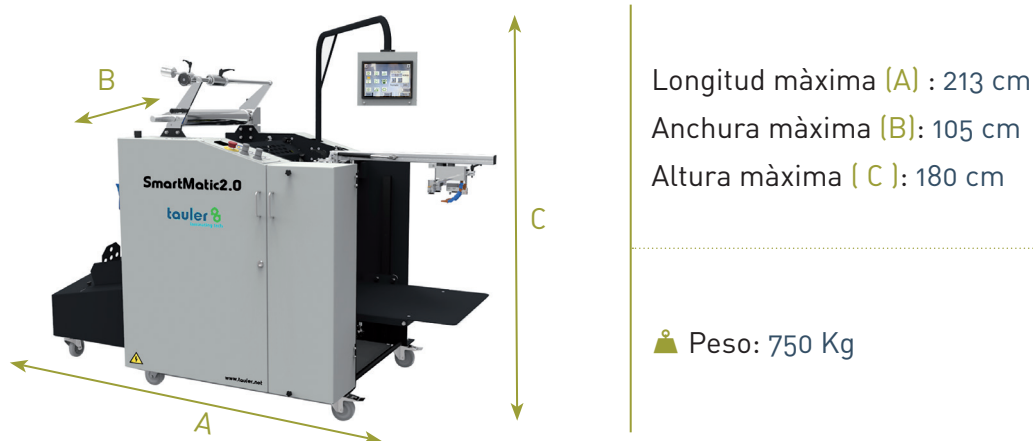 B
SmartMatic2.0
tauler
C
www.tauler.net
A
Longitud màxima (A) : 213 cm
Anchura màxima (B): 105 cm
Altura màxima ( C ): 180 cm
Peso: 750 Kg